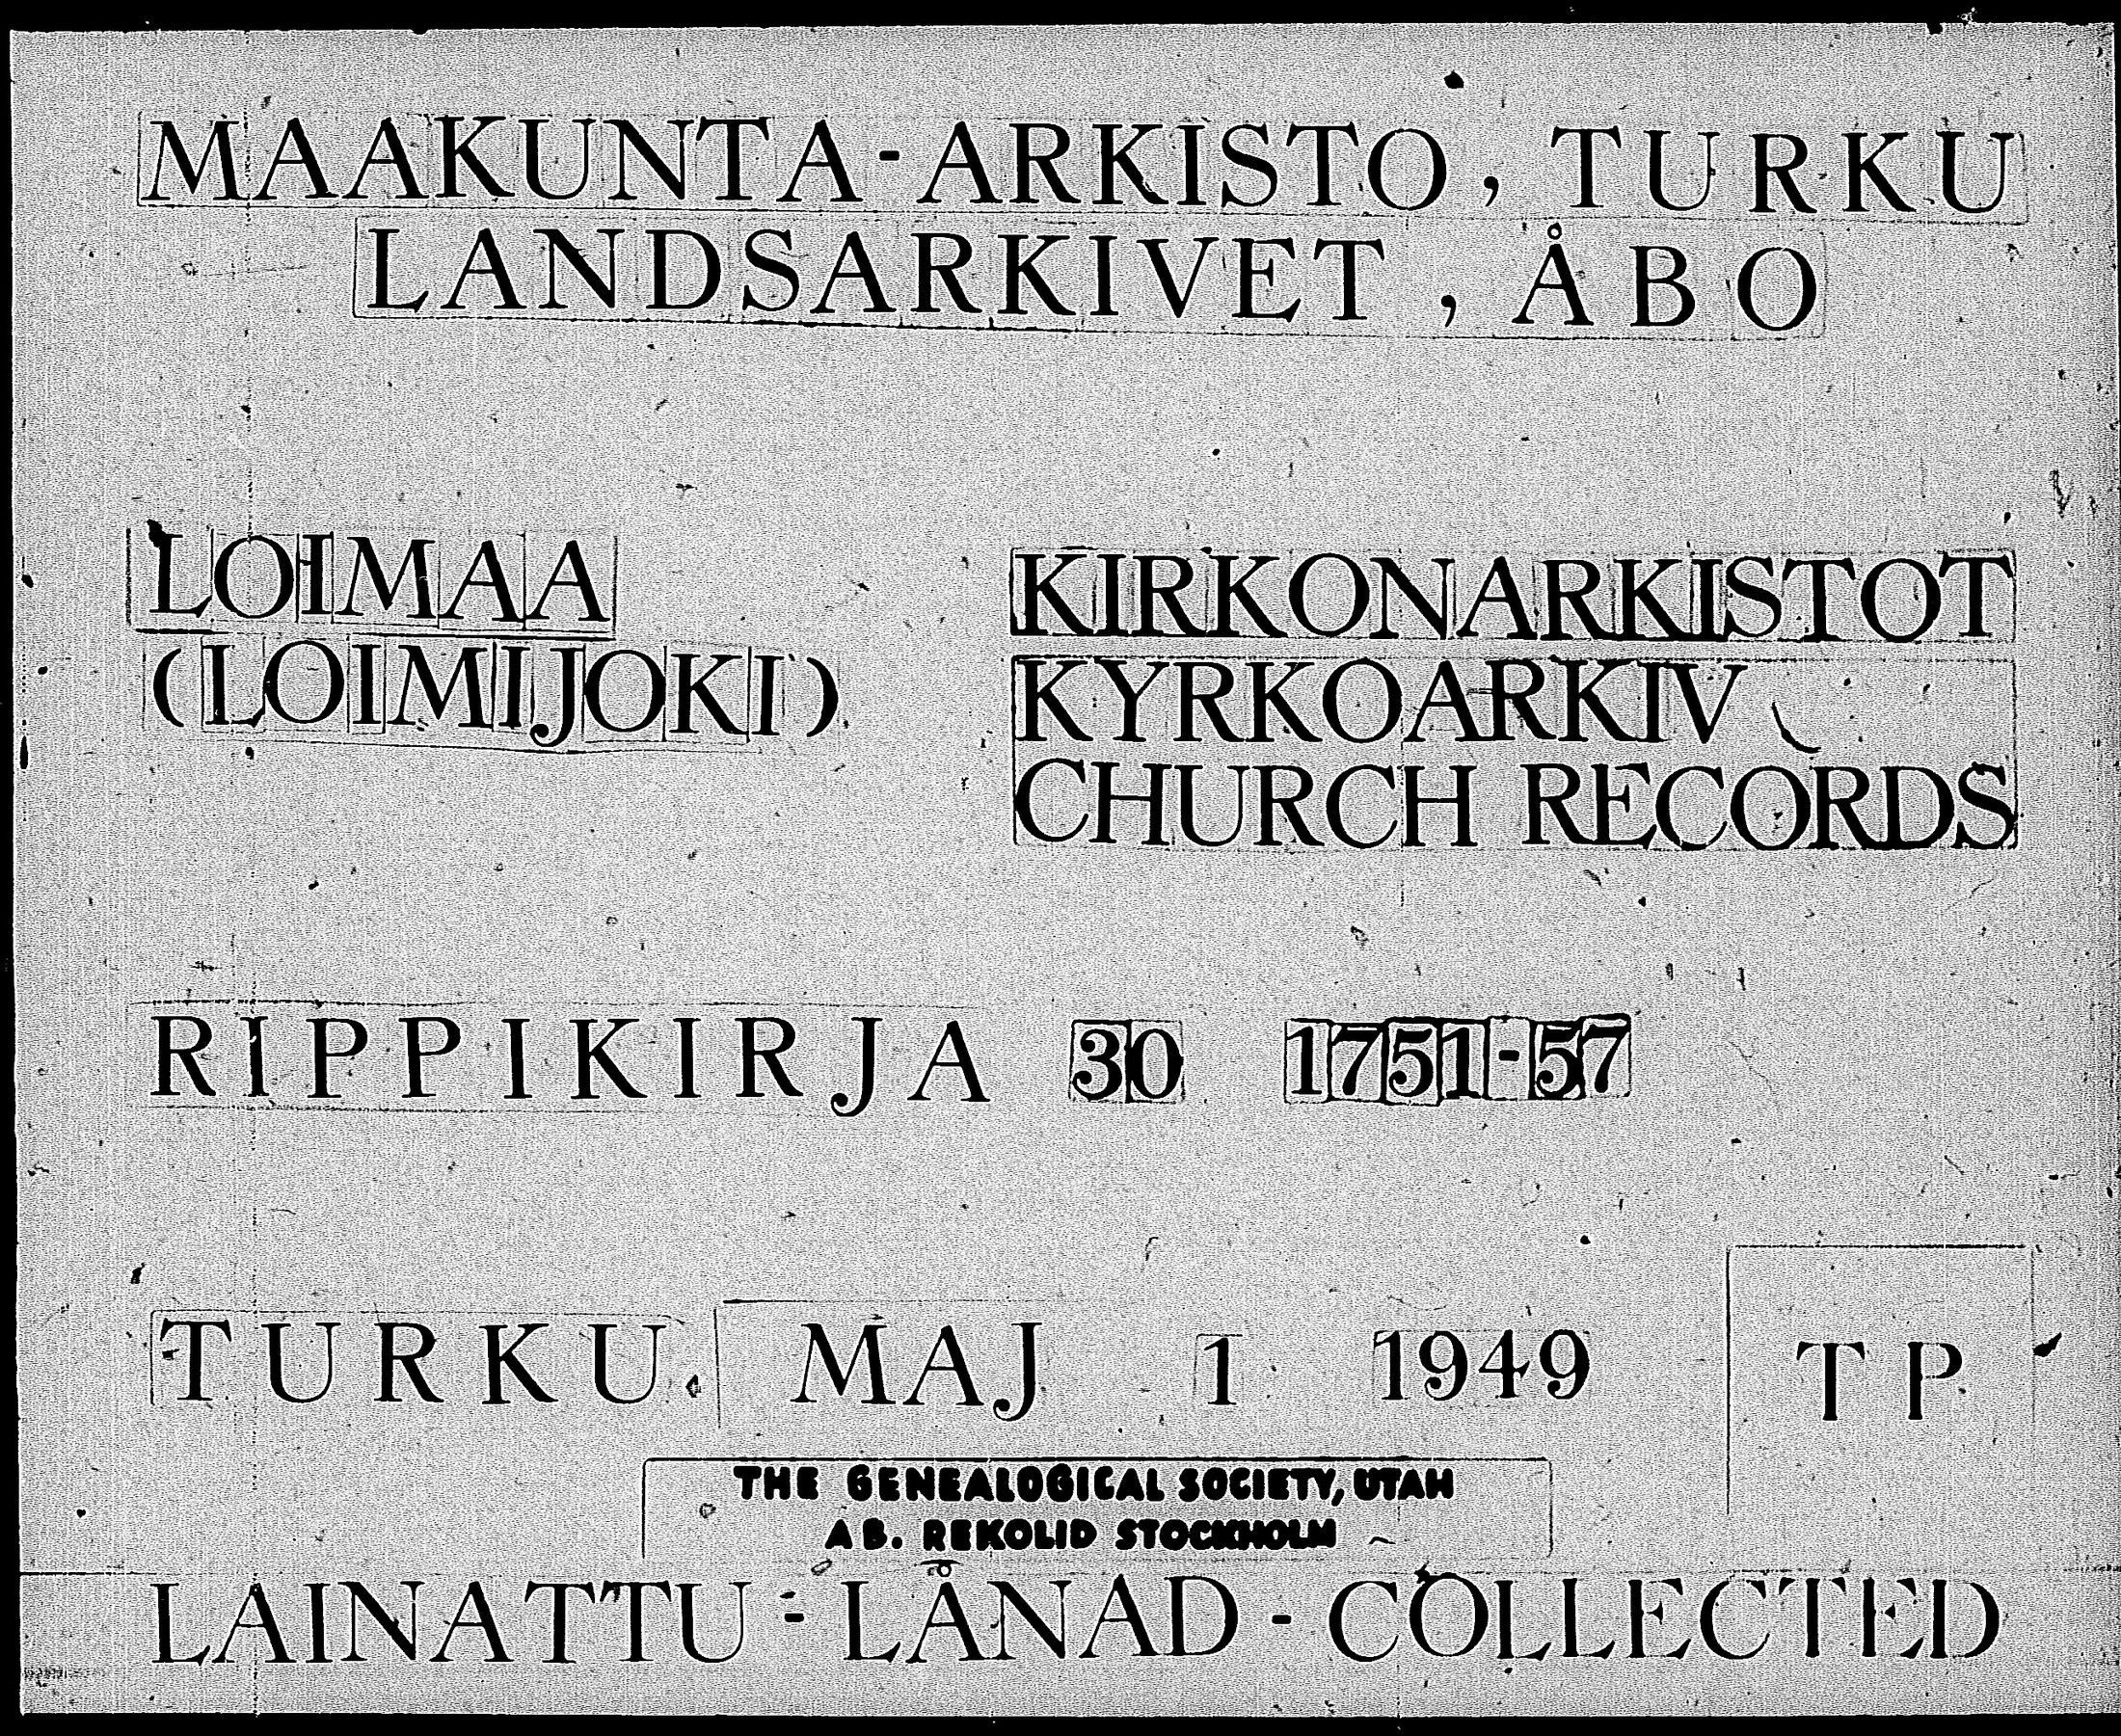 MAAKUNTA-ARKISTO, TURKU
LANDSARKIVET, ÅBO
LOIMAA
(LOIMIJOKI)
KIRKONARKISTOT
KYRKOARKIV
CHURCH RECORDS
RIPPIKIRJA 30 1751-57
TURKU MAJ 1 1949 TP
THE GENEALOGICAL SOCIETY, UTAH
AB. REKOLID STOCKHOLM
LAINATTU - LÅNAD - COLLECTED